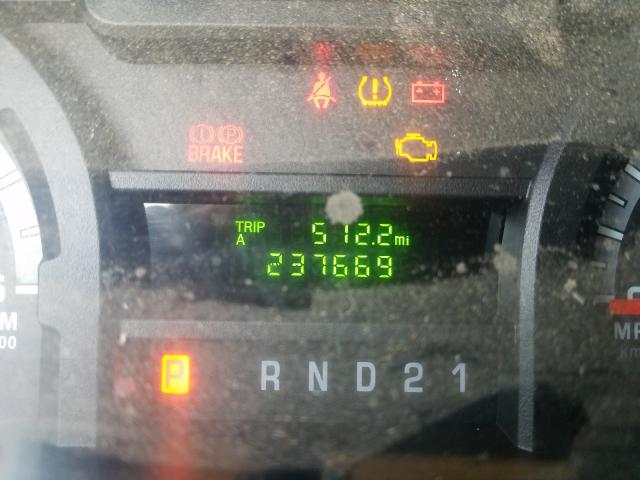 BRAKE
TRIP 512.2 mi
A
237669
P R N D 2 1